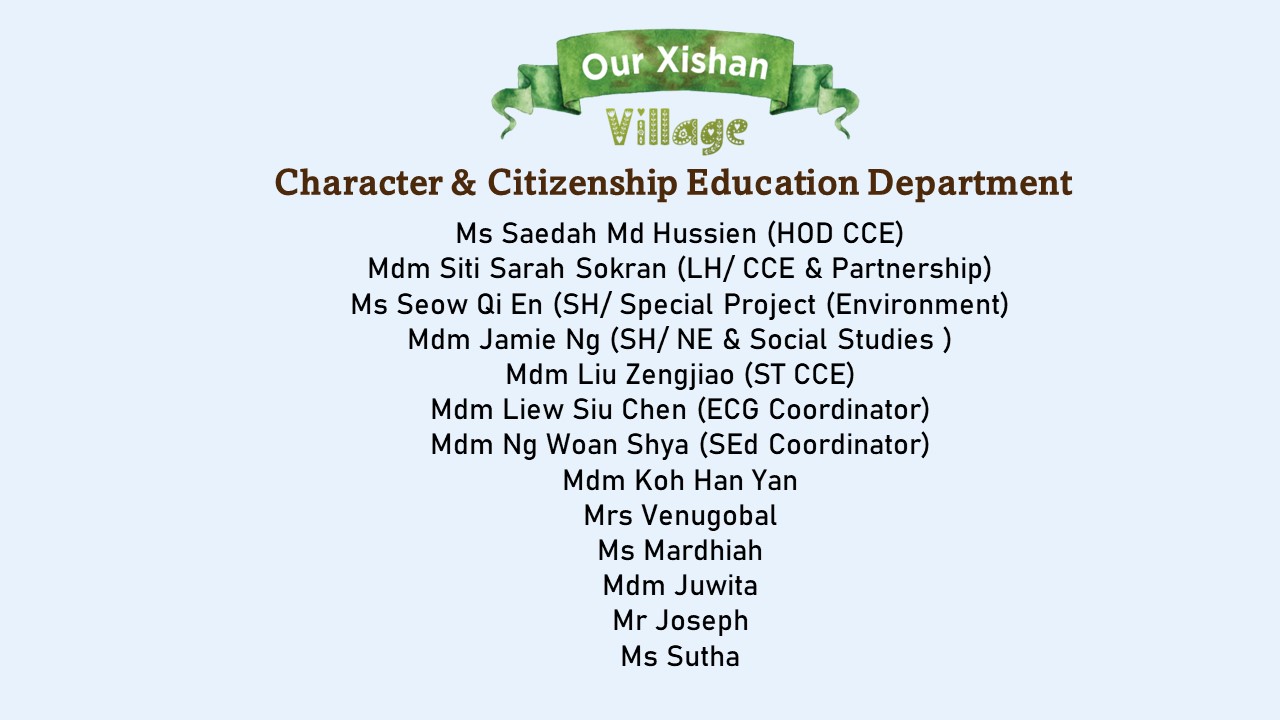 Our Xishan
Village
Character & Citizenship Education Department
Ms Saedah Md Hussien (HOD CCE)
Mdm Siti Sarah Sokran (LH/ CCE & Partnership)
Ms Seow Qi En (SH/ Special Project (Environment)
Mdm Jamie Ng (SH/ NE & Social Studies )
Mdm Liu Zengjiao (ST CCE)
Mdm Liew Siu Chen (ECG Coordinator)
Mdm Ng Woan Shya (SEd Coordinator)
Mdm Koh Han Yan
Mrs Venugobal
Ms Mardhiah
Mdm Juwita
Mr Joseph
Ms Sutha